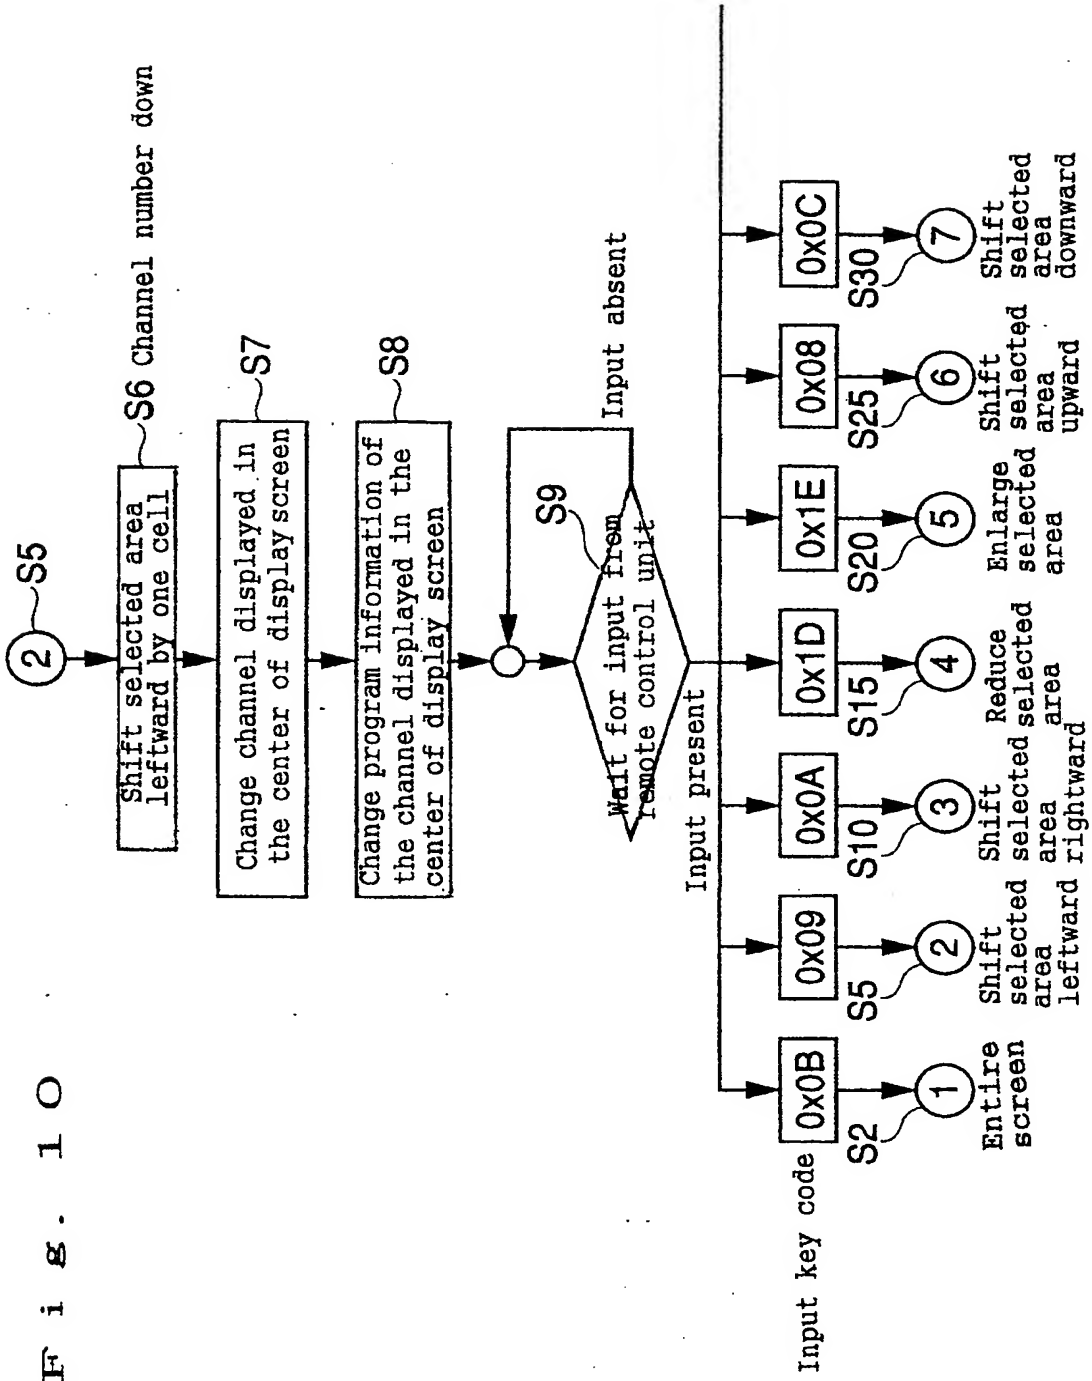 Fig. 10
2
S5
Shift selected area
leftward by one cell
S6 Channel number down
Change channel displayed in
the center of display screen
S7
Change program information of
the channel displayed in the
center of display screen
S8
Wait for input from
remote control unit
S9
Input absent
Input present
Input key code
0x0B
S2
1
Entire
screen
0x09
S5
2
Shift
selected
area
leftward
0x0A
S10
3
Shift
selected
area
rightward
0x1D
S15
4
Reduce
selected
area
0x1E
S20
5
Enlarge
selected
area
0x08
S25
6
Shift
selected
area
upward
0x0C
S30
7
Shift
selected
area
downward